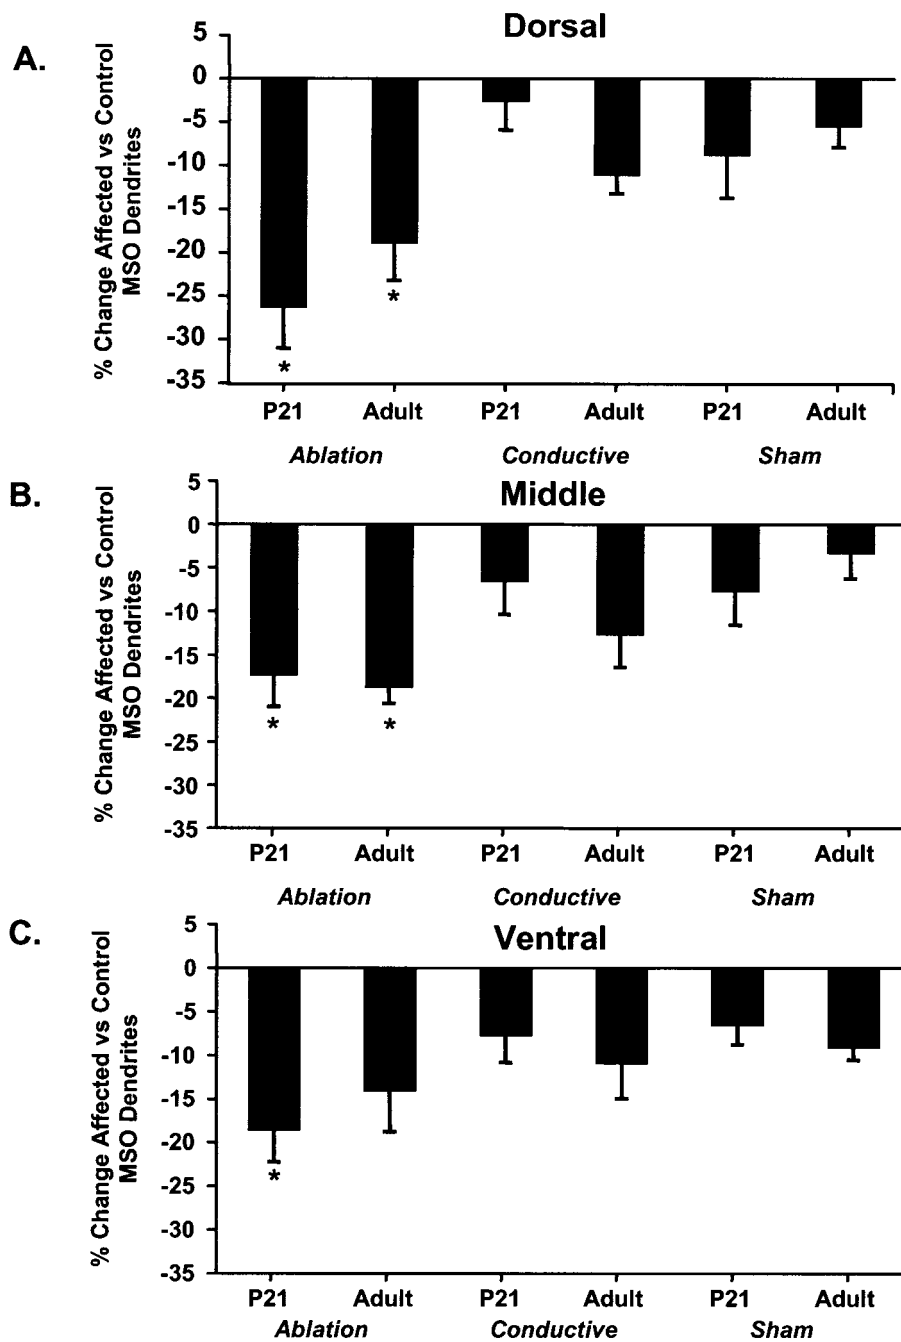 A.
Dorsal
% Change Affected vs Control
MSO Dendrites
5
0
-5
-10
-15
-20
-25
-30
-35
*
*
P21 Adult P21 Adult P21 Adult
Ablation Conductive Sham
B.
Middle
% Change Affected vs Control
MSO Dendrites
5
0
-5
-10
-15
-20
-25
-30
-35
*
*
P21 Adult P21 Adult P21 Adult
Ablation Conductive Sham
C.
Ventral
% Change Affected vs Control
MSO Dendrites
5
0
-5
-10
-15
-20
-25
-30
-35
*
P21 Adult P21 Adult P21 Adult
Ablation Conductive Sham